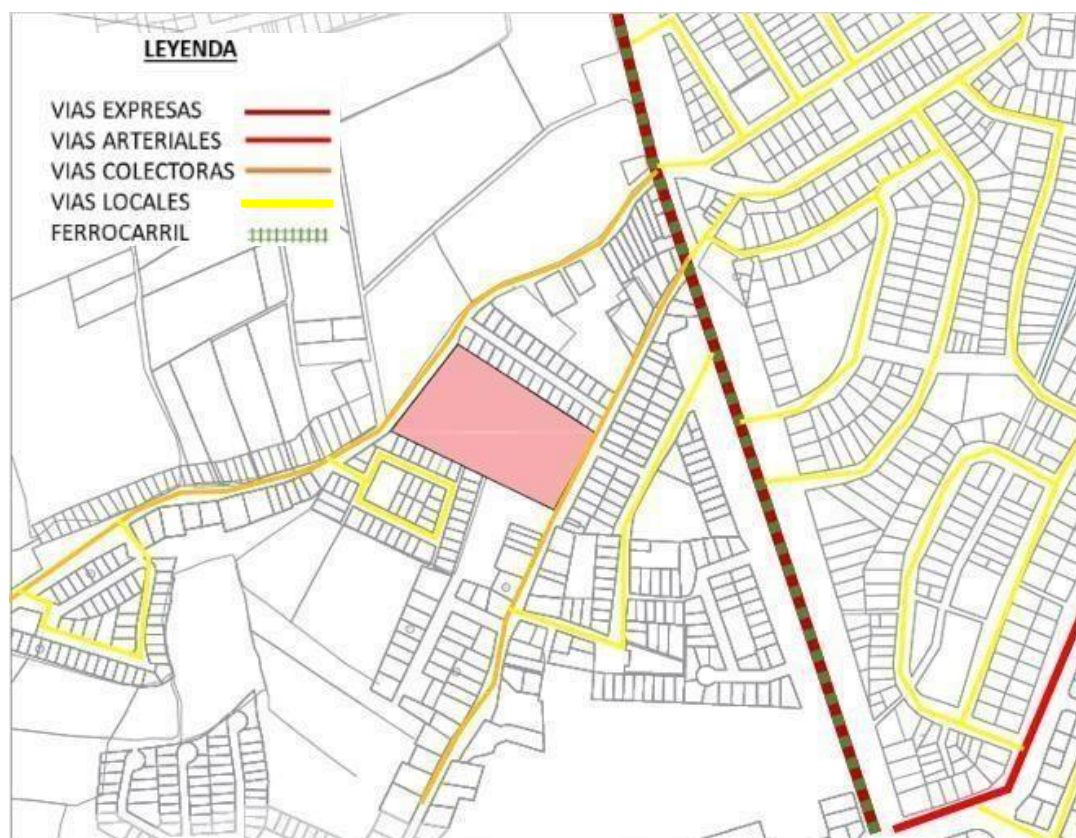 LEYENDA
VIAS EXPRESAS
VIAS ARTERIALES
VIAS COLECTORAS
VIAS LOCALES
FERROCARRIL